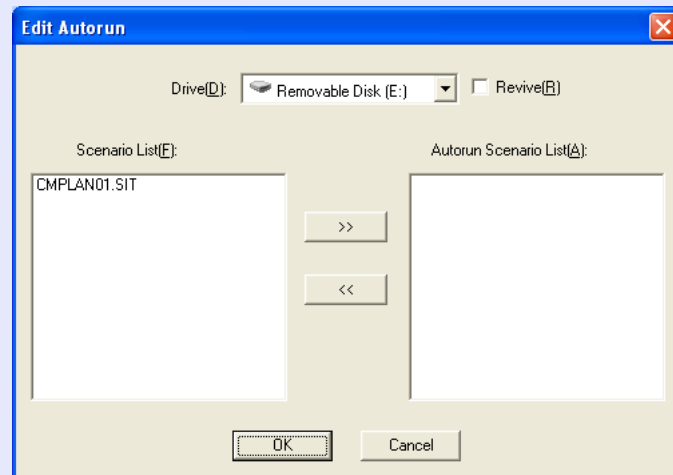 Edit Autorun
Drive(D): Removable Disk (E:) Revive(R)
Scenario List(F): Autorun Scenario List(A):
CMPLAN01.SIT
>>
<<
OK Cancel